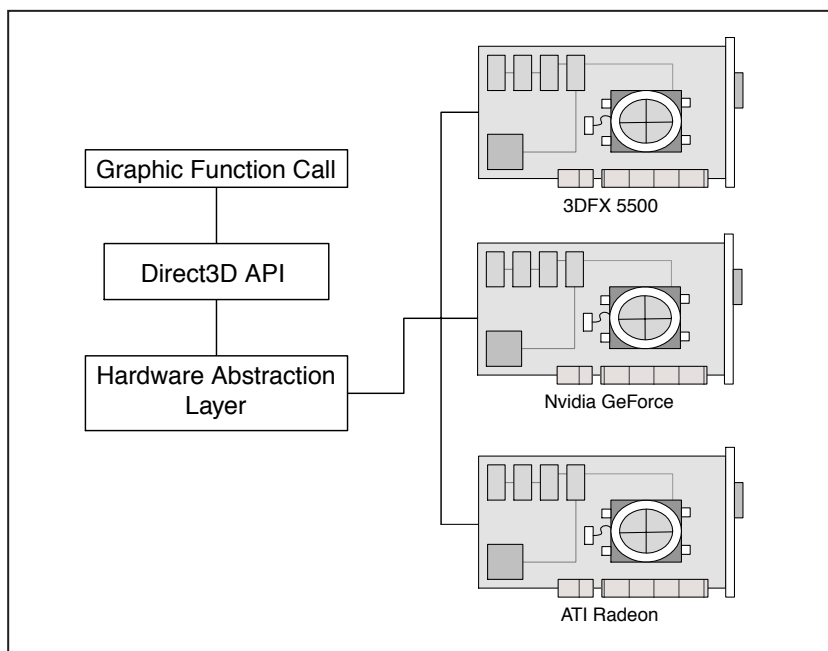 Graphic Function Call
Direct3D API
Hardware Abstraction
Layer
3DFX 5500
Nvidia GeForce
ATI Radeon